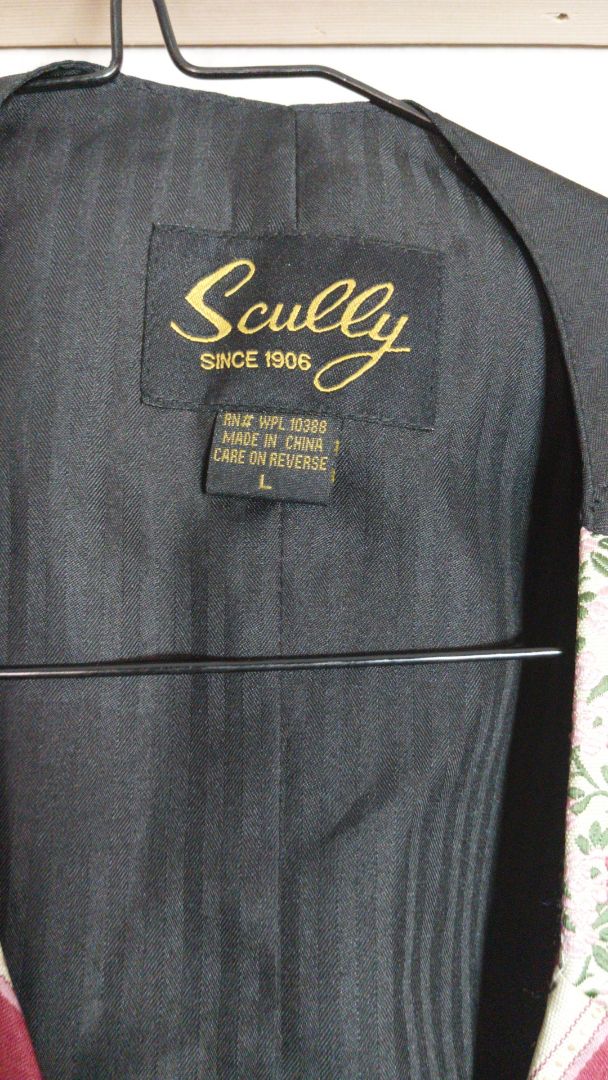 Scully
SINCE 1906
RN# WPL 10388
MADE IN CHINA
CARE ON REVERSE
L